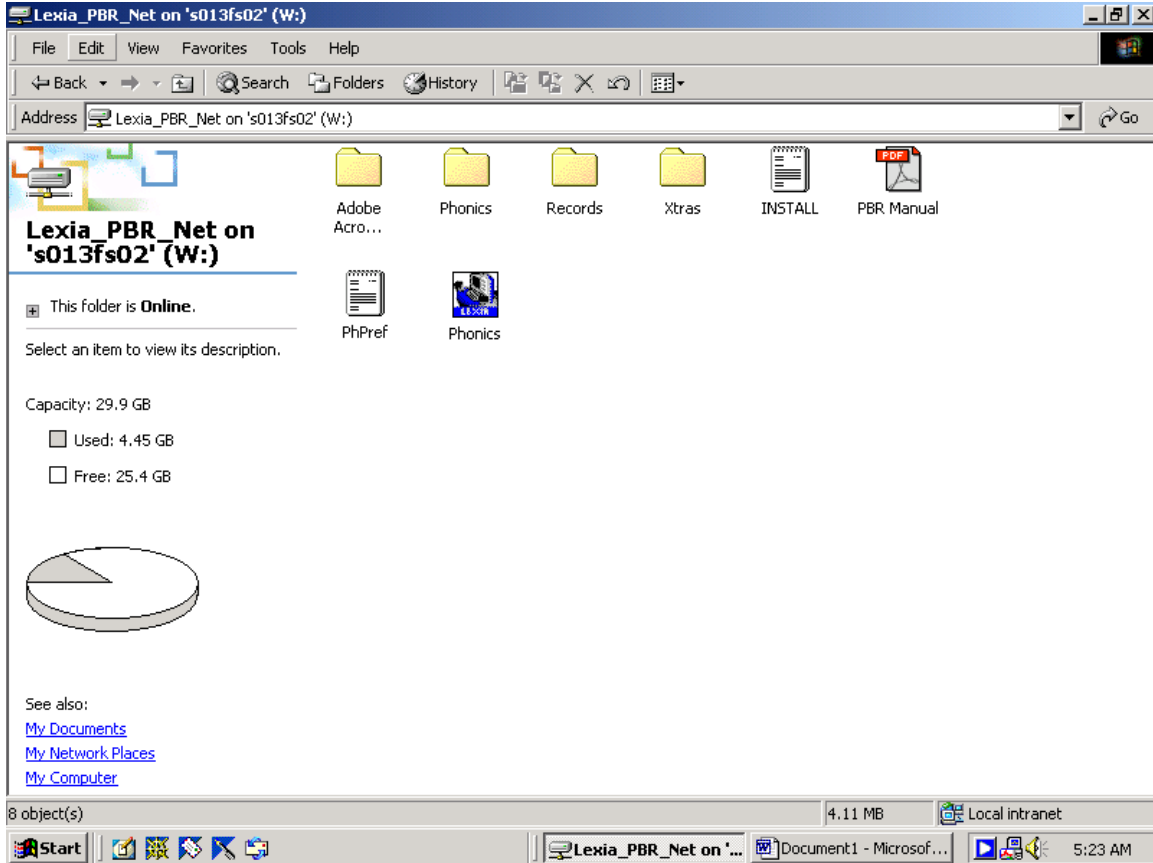 Lexia_PBR_Net on 's013fs02' (W:)
File Edit View Favorites Tools Help
Back Search Folders History
Address Lexia_PBR_Net on 's013fs02' (W:) Go
Adobe Acro...
Phonics
Records
Xtras
INSTALL
PDF
PBR Manual
Lexia_PBR_Net on
's013fs02' (W:)
This folder is Online.
Select an item to view its description.
LEXIA
PhPref
Phonics
Capacity: 29.9 GB
Used: 4.45 GB
Free: 25.4 GB
See also:
My Documents
My Network Places
My Computer
8 object(s) 4.11 MB Local intranet
Start Lexia_PBR_Net on '... Document1 - Microsof... 5:23 AM